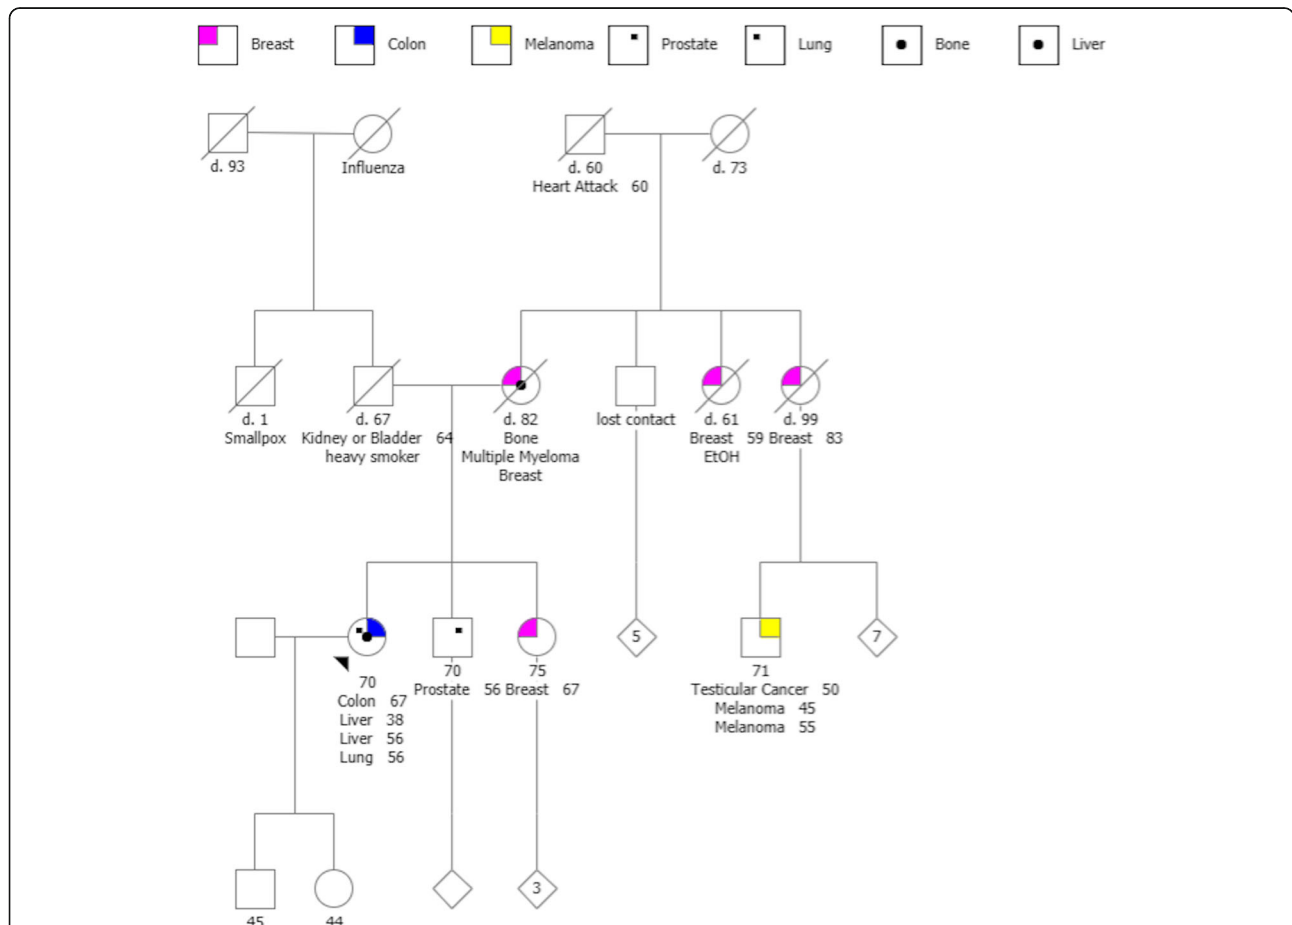 Breast Colon Melanoma Prostate Lung Bone Liver
d. 93 Influenza d. 60 d. 73
Heart Attack 60
d. 1 d. 67 d. 82 lost contact d. 61 d. 99
Smallpox Kidney or Bladder 64 Bone Breast 59 Breast 83
heavy smoker Multiple Myeloma EtOH
Breast
5 7
70 70 75 71
Colon 67 Prostate 56 Breast 67 Testicular Cancer 50
Liver 38 Melanoma 45
Liver 56 Melanoma 55
Lung 56
3
45 44